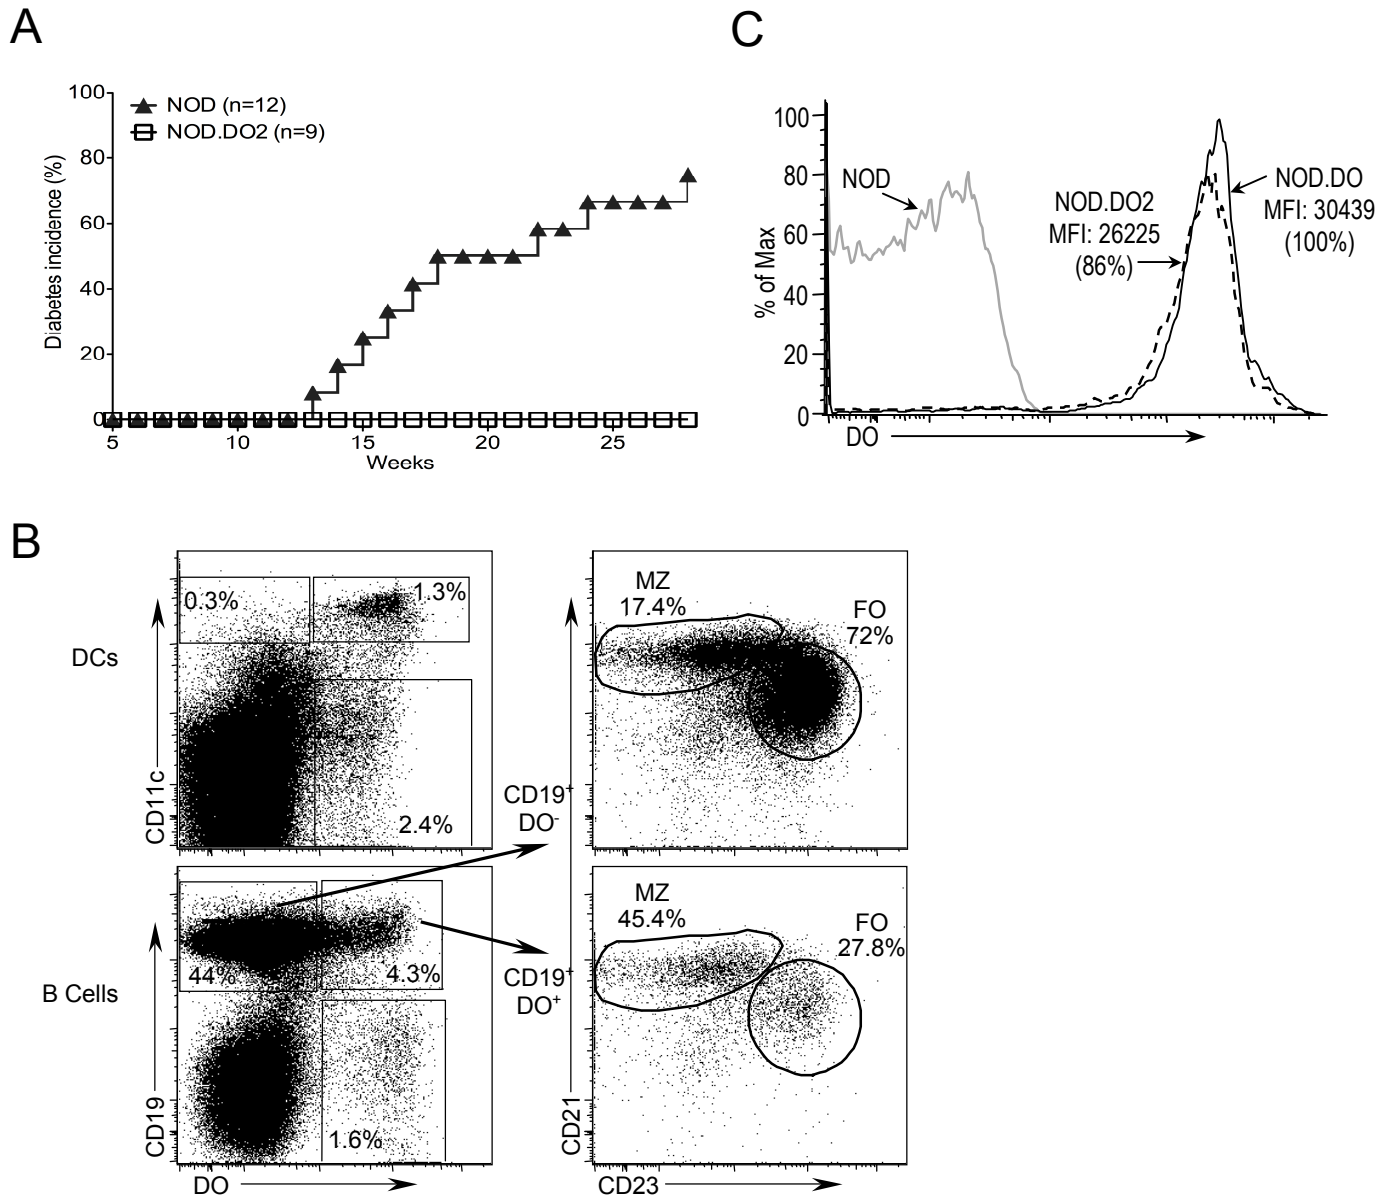 A
100
80
60
40
20
0
NOD (n=12)
NOD.DO2 (n=9)
Diabetes incidence (%)
5
10
15
20
25
Weeks
C
100
80
60
40
20
0
% of Max
NOD
NOD.DO2
MFI: 26225
(86%)
NOD.DO
MFI: 30439
(100%)
DO
B
DCs
CD11c
0.3%
1.3%
2.4%
MZ
17.4%
FO
72%
CD19⁺
DO⁻
B Cells
CD19
44%
4.3%
1.6%
DO
CD19⁺
DO⁺
MZ
45.4%
FO
27.8%
CD21
CD23